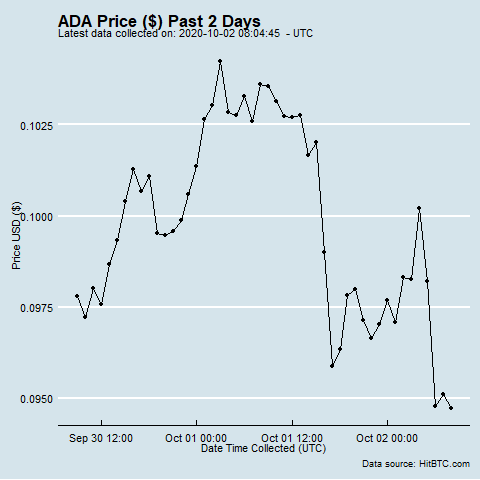 ADA Price ($) Past 2 Days
Latest data collected on: 2020-10-02 08:04:45 - UTC
Price USD ($)
0.1025
0.1000
0.0975
0.0950
Sep 30 12:00 Oct 01 00:00 Oct 01 12:00 Oct 02 00:00
Date Time Collected (UTC)
Data source: HitBTC.com